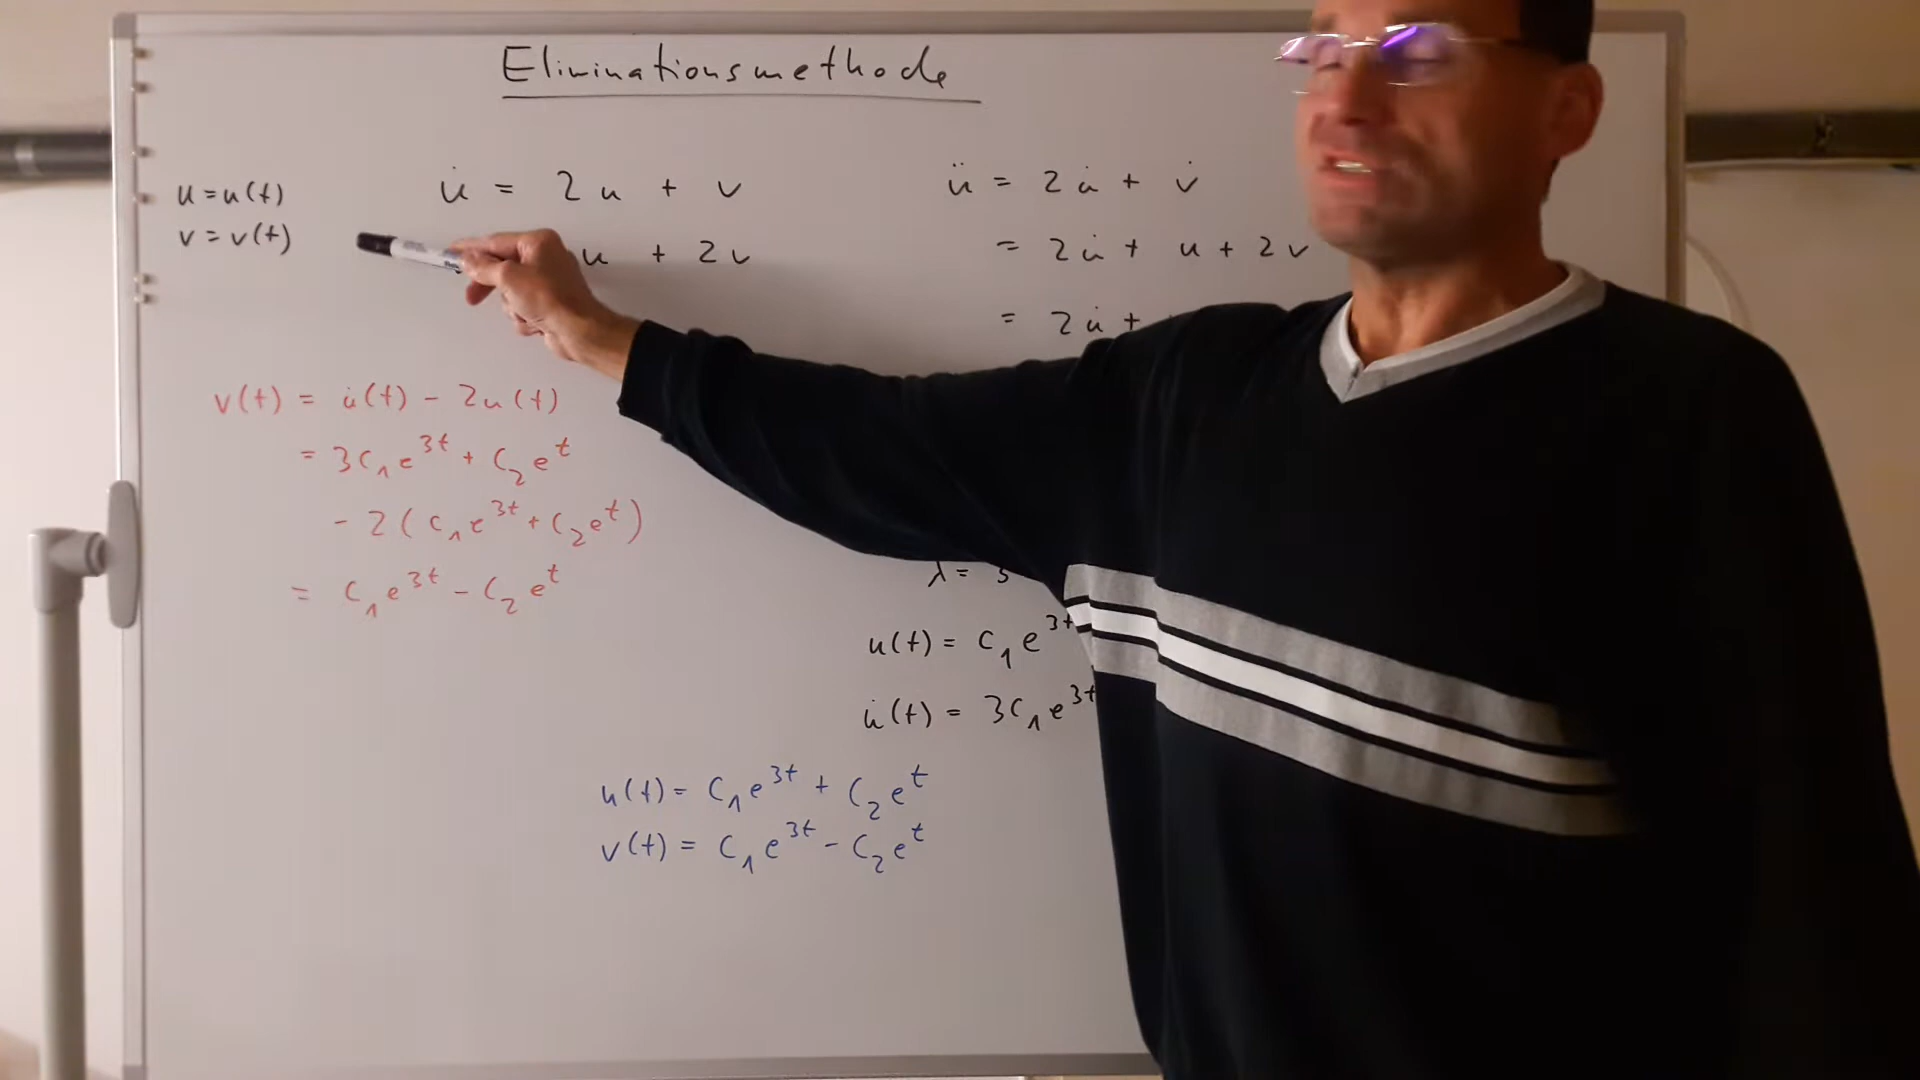 Eliminationsmethode
u = u(t)
v = v(t)
u̇ = 2u + v
u + 2v
ü = 2u̇ + v̇
= 2u̇ + u + 2v
= 2u̇ +
v(t) = u̇(t) - 2u(t)
= 3C₁e³ᵗ + C₂eᵗ
- 2(C₁e³ᵗ + C₂eᵗ)
= C₁e³ᵗ - C₂eᵗ
λ = 3
u(t) = C₁e³ᵗ
u̇(t) = 3C₁e³ᵗ
u(t) = C₁e³ᵗ + C₂eᵗ
v(t) = C₁e³ᵗ - C₂eᵗ